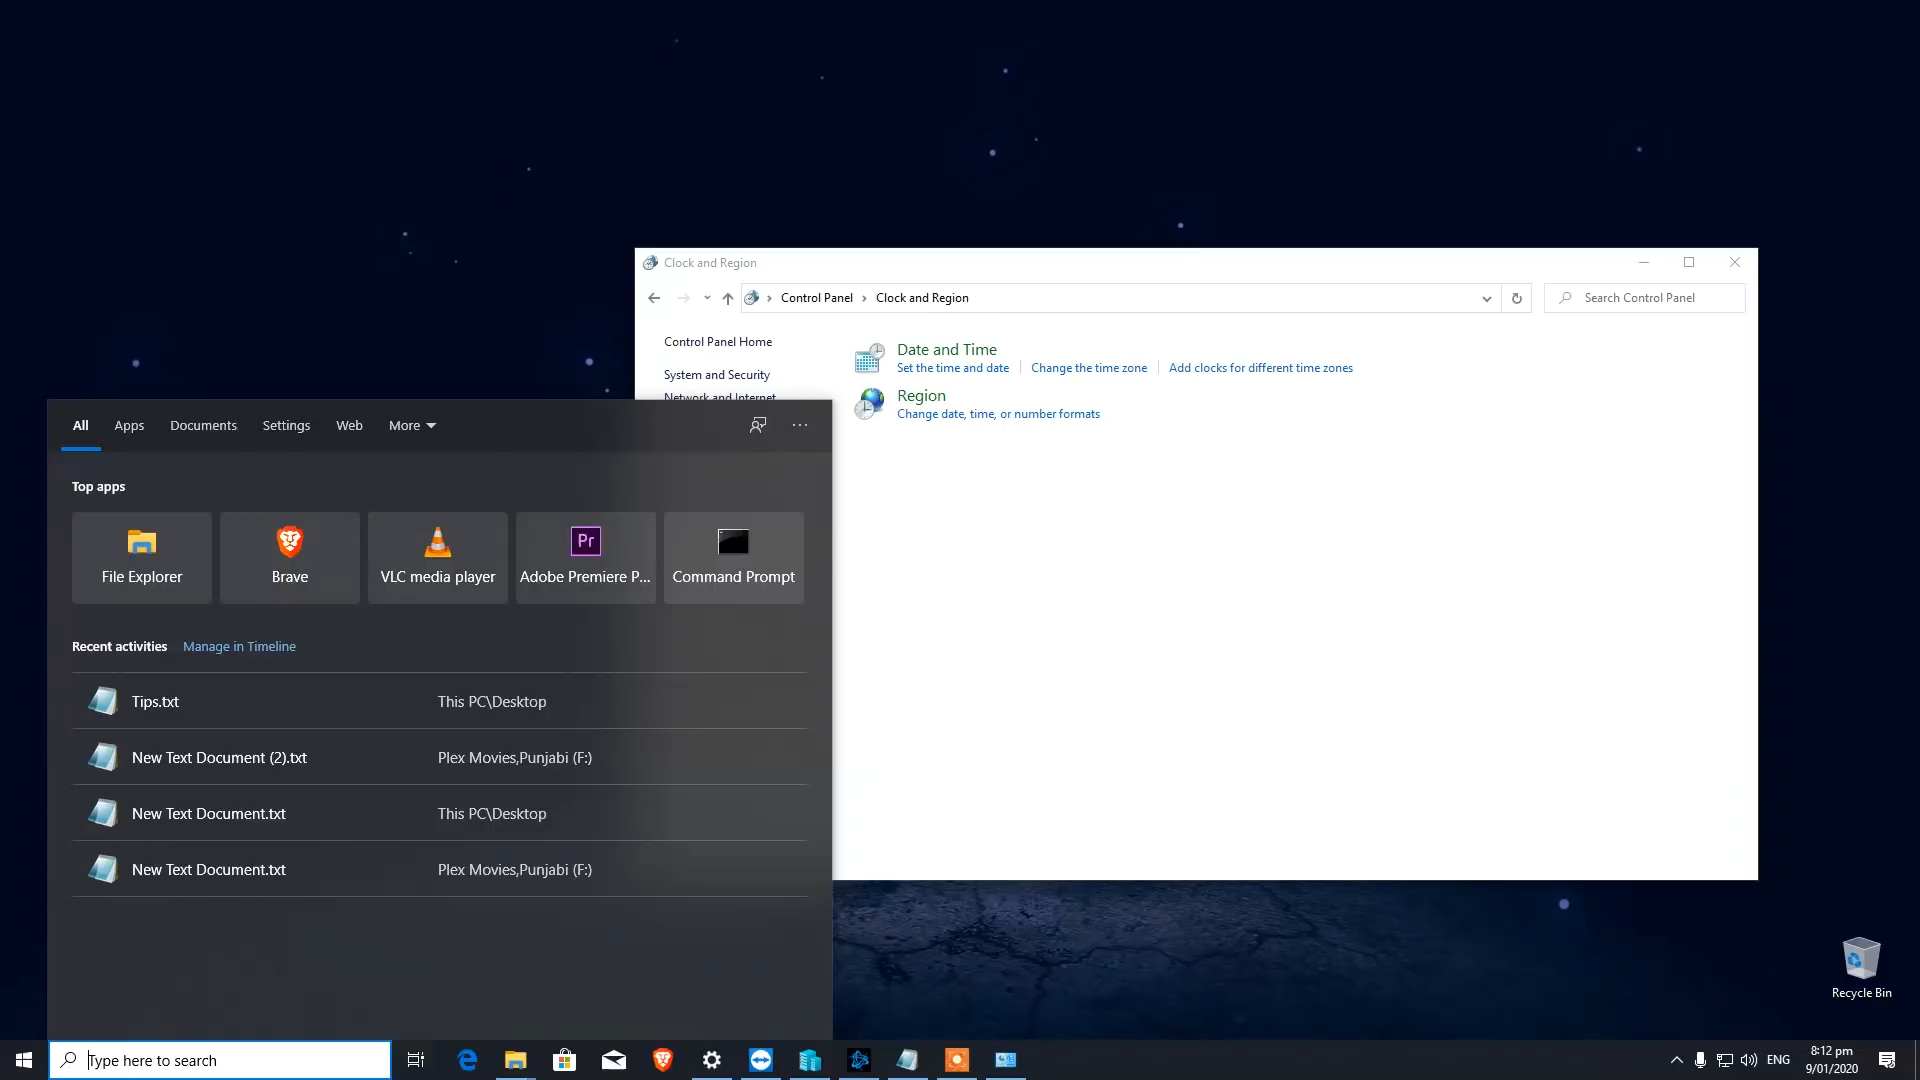 Clock and Region
Control Panel Clock and Region
Search Control Panel
Control Panel Home
System and Security
Network and Internet
Date and Time
Set the time and date Change the time zone Add clocks for different time zones
Region
Change date, time, or number formats
All Apps Documents Settings Web More
Top apps
File Explorer Brave VLC media player Adobe Premiere P... Command Prompt
Pr
Recent activities Manage in Timeline
Tips.txt This PC\Desktop
New Text Document (2).txt Plex Movies,Punjabi (F:)
New Text Document.txt This PC\Desktop
New Text Document.txt Plex Movies,Punjabi (F:)
Recycle Bin
Type here to search
ENG
8:12 pm
9/01/2020